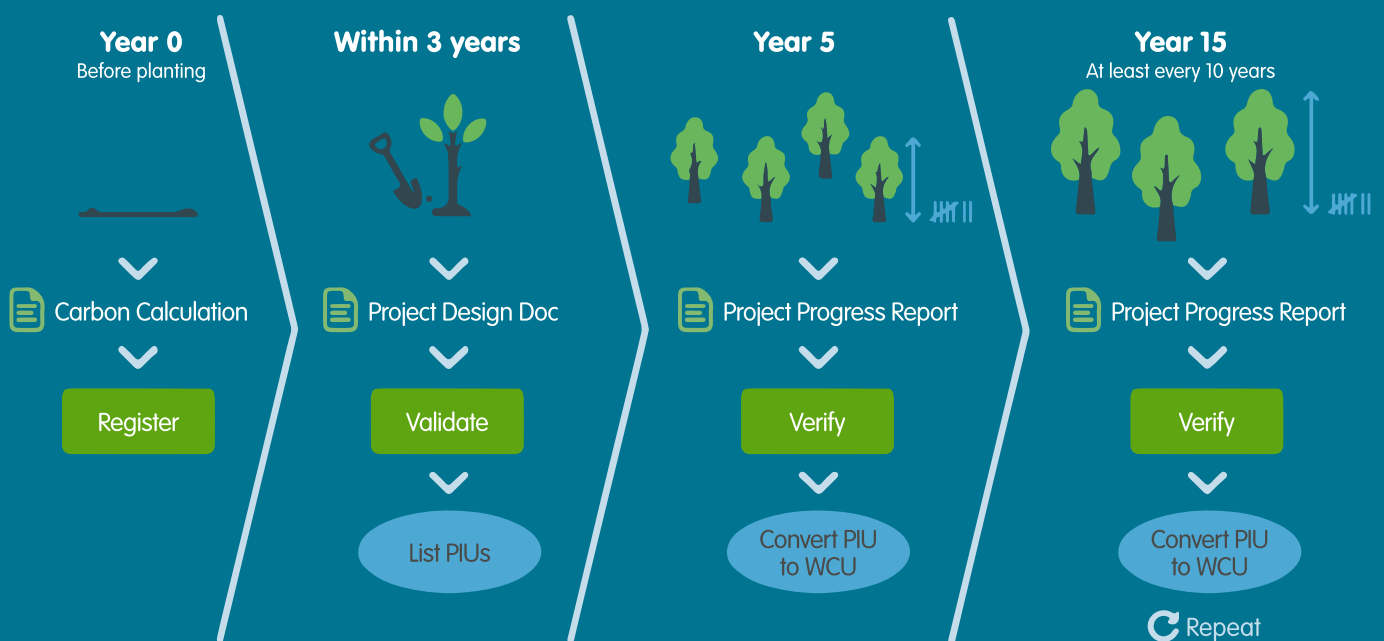 Year 0
Before planting
Carbon Calculation
Register
Within 3 years
Project Design Doc
Validate
List PIUs
Year 5
Project Progress Report
Verify
Convert PIU
to WCU
Year 15
At least every 10 years
Project Progress Report
Verify
Convert PIU
to WCU
Repeat